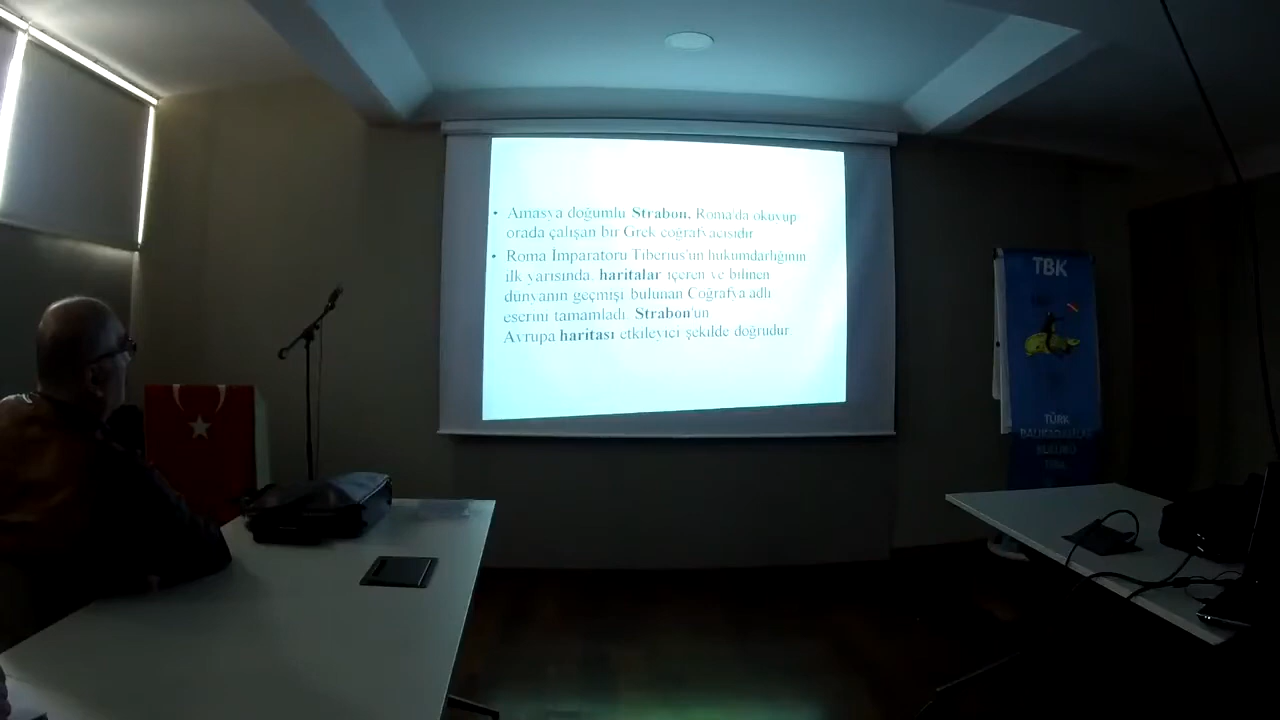 • Amasya doğumlu Strabon. Roma'da okuyup
orada çalışan bir Grek coğrafyacısıdır
• Roma İmparatoru Tiberius'un hükümdarlığının
ilk yarısında, haritalar içeren ve bilinen
dünyanın geçmişi bulunan Coğrafya adlı
eserini tamamladı. Strabon'un
Avrupa haritası etkileyici şekilde doğrudur.
TBK
TÜRK
BALIKADAMLAR
KULÜBÜ